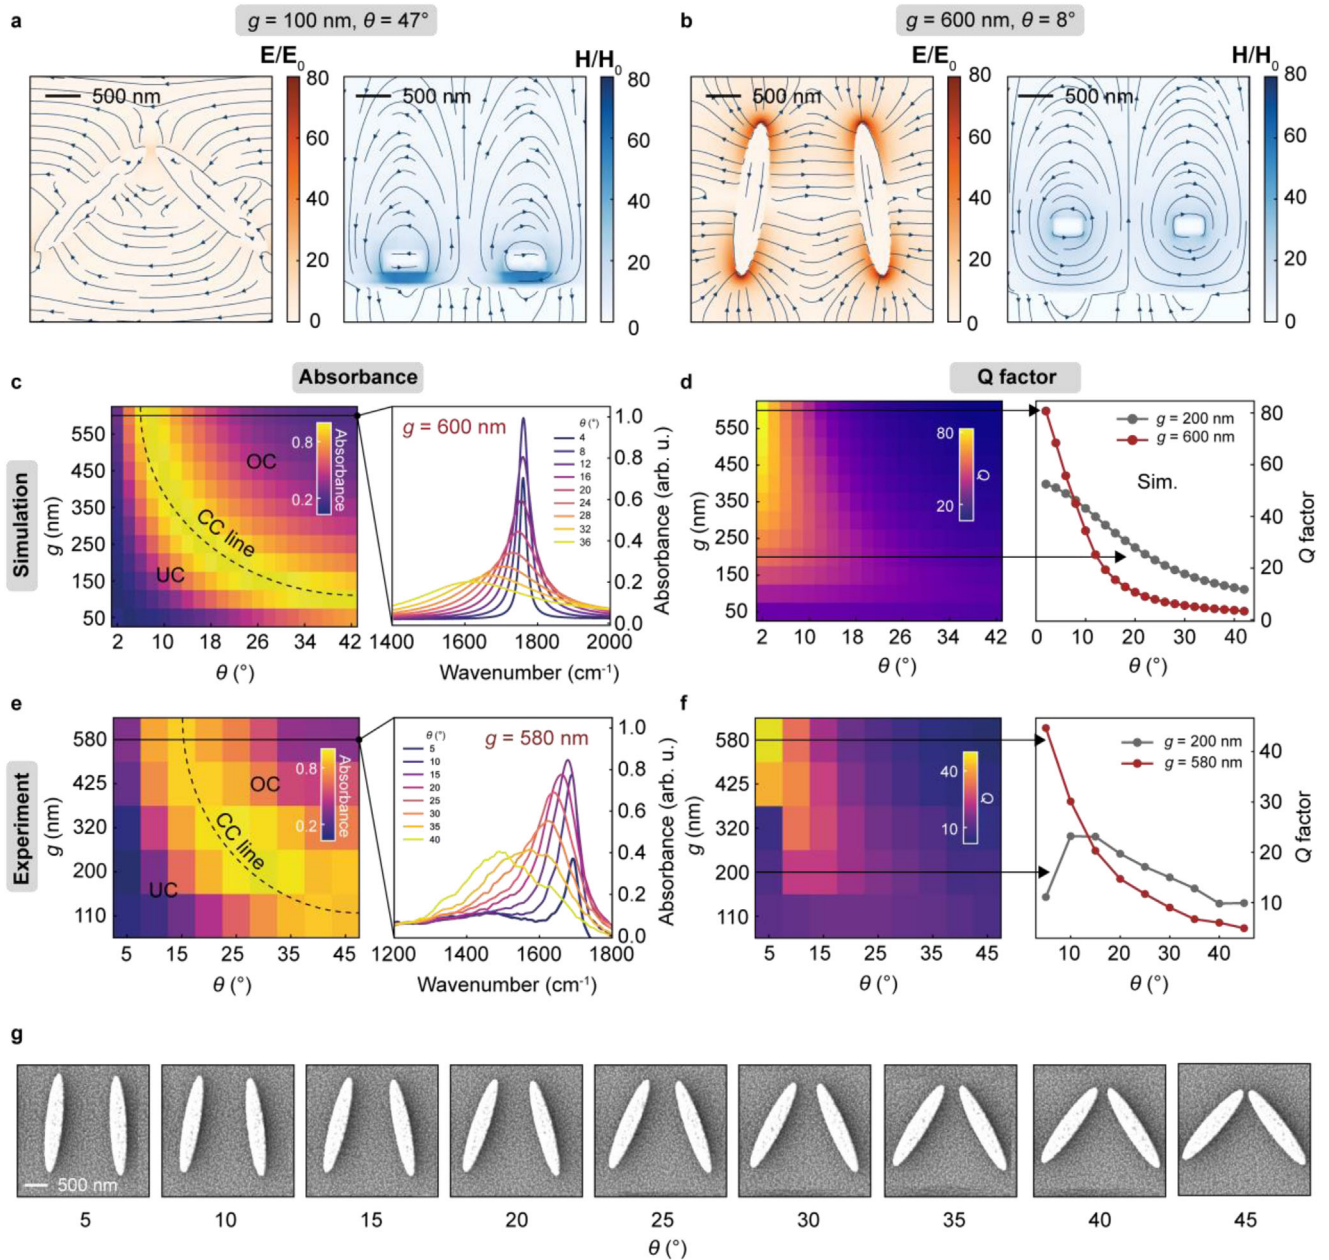 a
g = 100 nm, θ = 47°
b
g = 600 nm, θ = 8°
E/E0
H/H0
E/E0
H/H0
500 nm
80
60
40
20
0
500 nm
80
60
40
20
0
500 nm
80
60
40
20
0
500 nm
80
60
40
20
0
Absorbance
Q factor
Simulation
c
g (nm)
550
450
350
250
150
50
OC
CC line
UC
0.8
0.2
Absorbance
2 10 18 26 34 42
θ (°)
g = 600 nm
θ (°)
4
8
12
16
20
24
28
32
36
1.0
0.8
0.6
0.4
0.2
0.0
Absorbance (arb. u.)
1400 1600 1800 2000
Wavenumber (cm-1)
d
g (nm)
550
450
350
250
150
50
80
20
Q
2 10 18 26 34 42
θ (°)
g = 200 nm
g = 600 nm
Sim.
80
60
40
20
0
Q factor
0 10 20 30 40
θ (°)
Experiment
e
g (nm)
580
425
320
200
110
OC
CC line
UC
0.8
0.2
Absorbance
5 15 25 35 45
θ (°)
g = 580 nm
θ (°)
5
10
15
20
25
30
35
40
1.0
0.8
0.6
0.4
0.2
0.0
Absorbance (arb. u.)
1200 1400 1600 1800
Wavenumber (cm-1)
f
g (nm)
580
425
320
200
110
40
10
Q
5 15 25 35 45
θ (°)
g = 200 nm
g = 580 nm
40
30
20
10
Q factor
10 20 30 40
θ (°)
g
500 nm
5 10 15 20 25 30 35 40 45
θ (°)